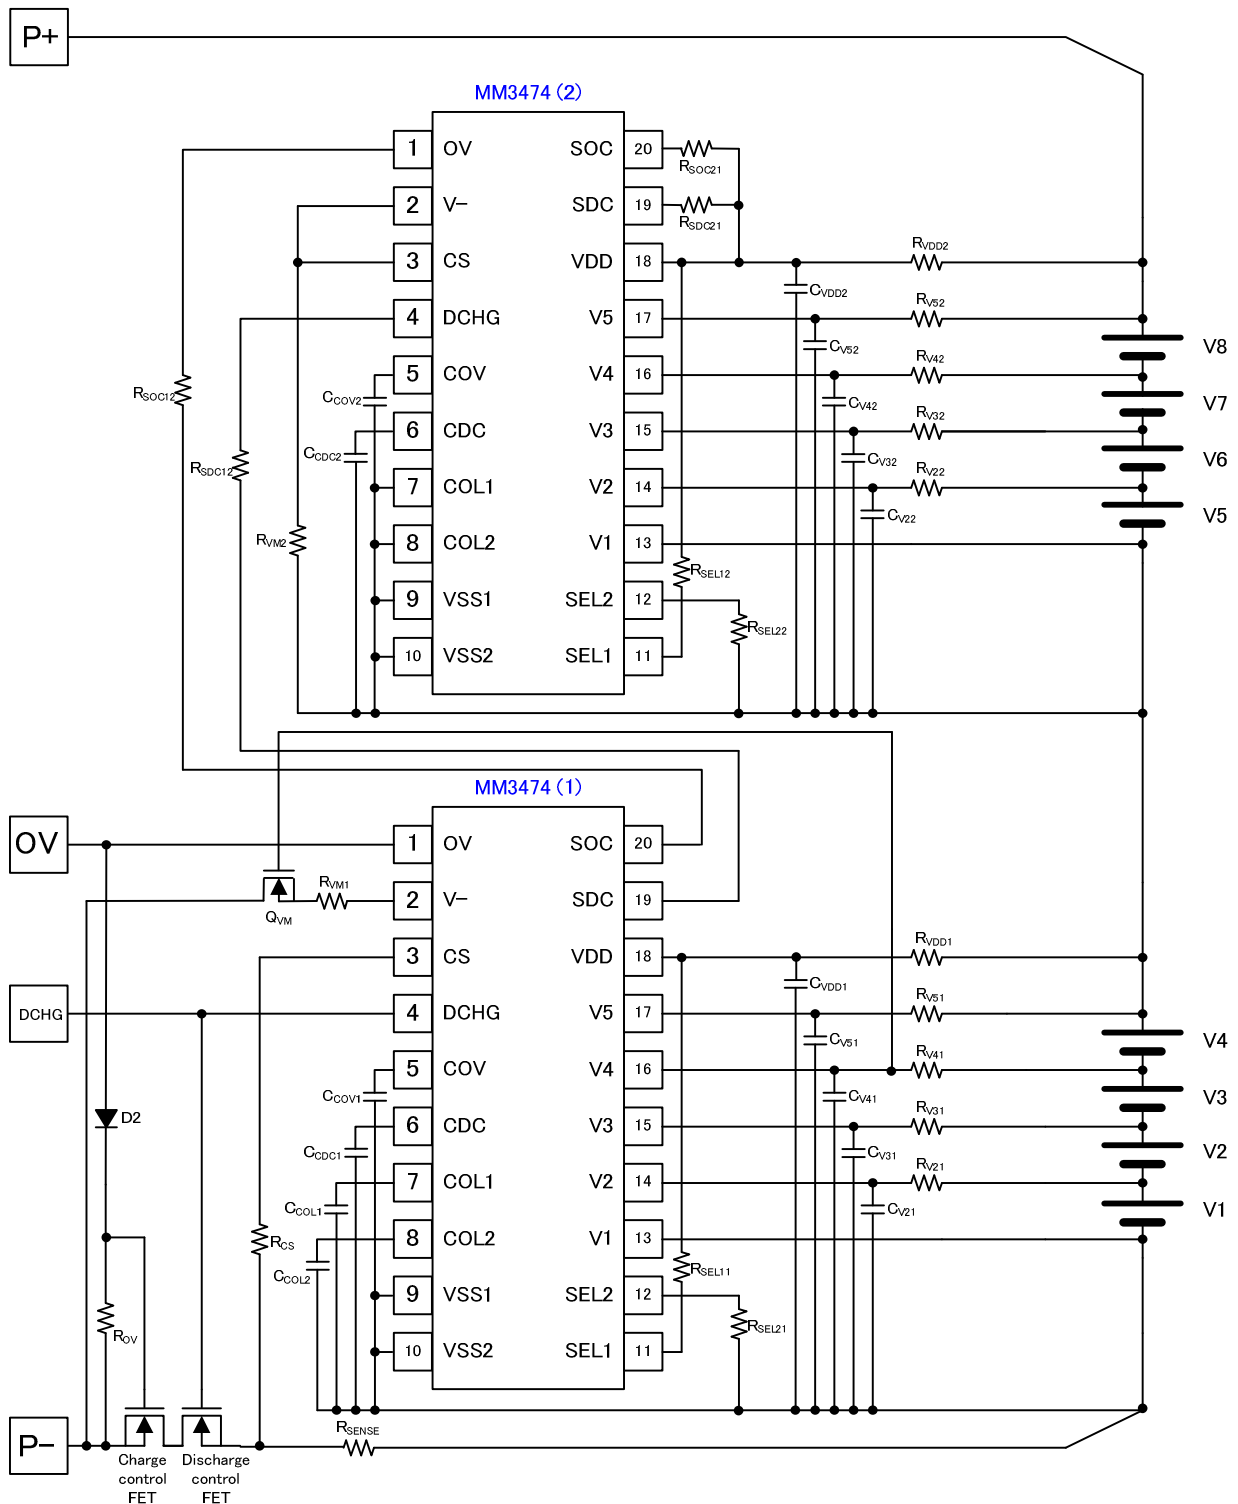 P+
MM3474 (2)
1 OV SOC 20
RSOC21
2 V- SDC 19
RSDC21
3 CS VDD 18
RVDD2
CVDD2
4 DCHG V5 17
RV52
CV52
V8
5 COV V4 16
RV42
RSOC12
CCOV2
CV42
V7
6 CDC V3 15
RV32
CCDC2
CV32
V6
RSDC12
7 COL1 V2 14
RV22
CV22
V5
8 COL2 V1 13
RVM2
RSEL12
9 VSS1 SEL2 12
RSEL22
10 VSS2 SEL1 11
MM3474 (1)
OV
1 OV SOC 20
RVM1
2 V- SDC 19
QVM
3 CS VDD 18
RVDD1
CVDD1
DCHG
4 DCHG V5 17
RV51
CV51
V4
5 COV V4 16
RV41
CCOV1
CV41
V3
D2
6 CDC V3 15
RV31
CCDC1
CV31
V2
7 COL1 V2 14
RV21
CCOL1
CV21
V1
8 COL2 V1 13
RCS
CCOL2
RSEL11
9 VSS1 SEL2 12
ROV
RSEL21
10 VSS2 SEL1 11
P-
RSENSE
Charge
control
FET
Discharge
control
FET